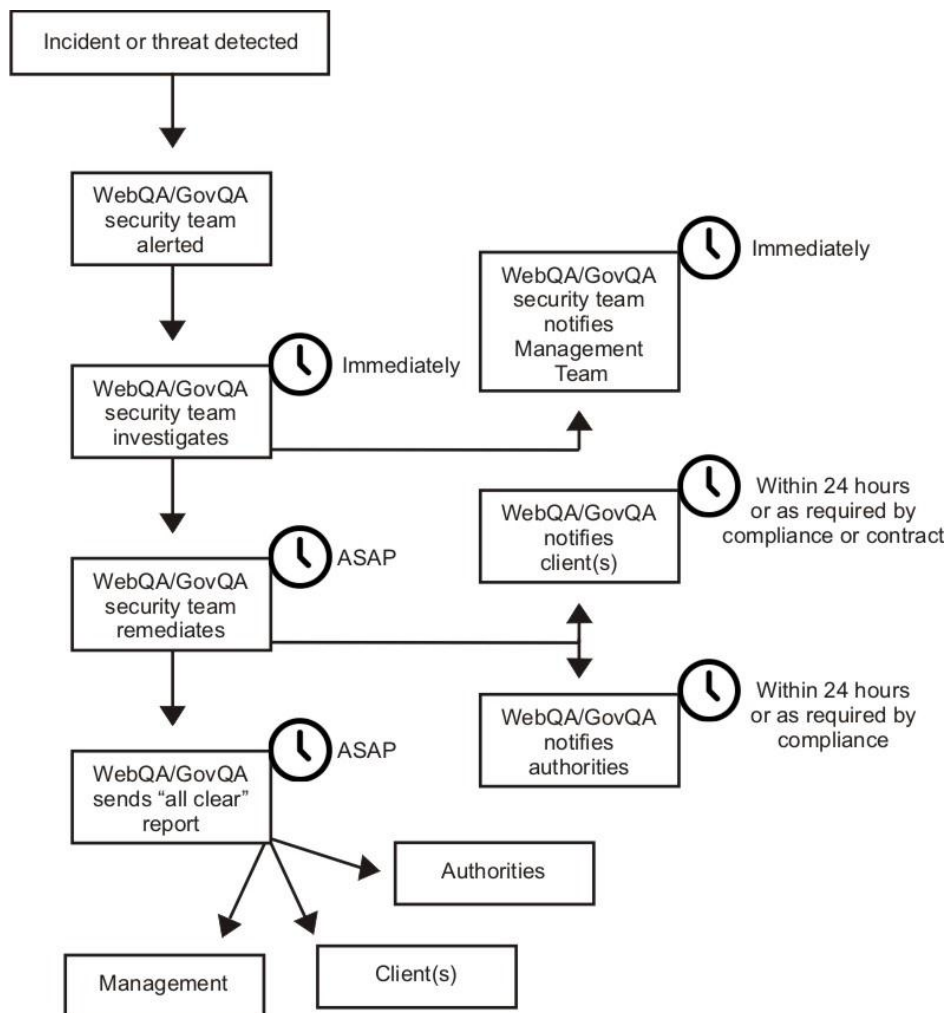 Incident or threat detected
WebQA/GovQA
security team
alerted
WebQA/GovQA
security team
notifies
Management
Team
Immediately
WebQA/GovQA
security team
investigates
Immediately
WebQA/GovQA
notifies
client(s)
Within 24 hours
or as required by
compliance or contract
WebQA/GovQA
security team
remediates
ASAP
WebQA/GovQA
notifies
authorities
Within 24 hours
or as required by
compliance
WebQA/GovQA
sends “all clear”
report
ASAP
Authorities
Client(s)
Management